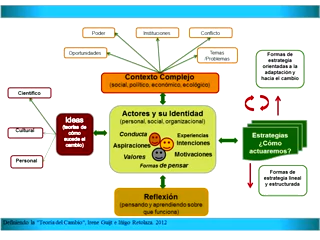 Poder
Instituciones
Conflicto
Oportunidades
Temas
/Problemas
Formas de
estrategia
orientadas a la
adaptación y
hacia el cambio
Contexto Complejo
(social, político, económico, ecológico)
Científico
Cultural
Personal
Ideas
(teorías de
cómo
sucede el
cambio)
Actores y su Identidad
(personal, social, organizacional)
Conducta
Aspiraciones
Valores
Experiencias
Intenciones
Motivaciones
Formas de pensar
Estrategias
¿Cómo
actuaremos?
Formas de
estrategia lineal
y estructurada
Reflexión
(pensando y aprendiendo sobre
que funciona)
Definiendo la "Teoría del Cambio", Irene Guijt e Iñigo Retolaza, 2012